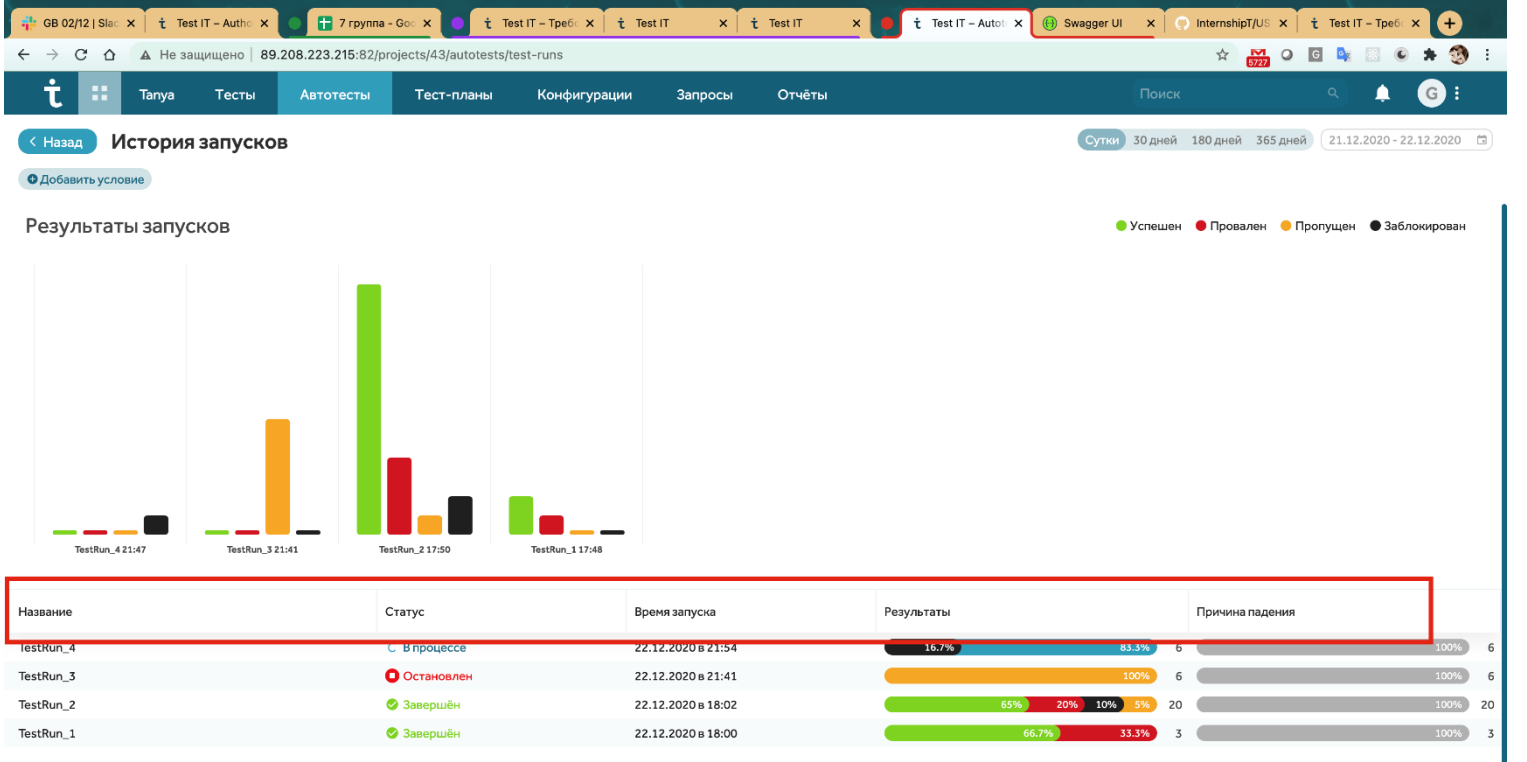 GB 02/12 | Slac
Test IT – Autho
7 группа - Goo
Test IT – Требо
Test IT
Test IT
Test IT – Autot
Swagger UI
InternshipT/US
Test IT – Требо
Не защищено | 89.208.223.215:82/projects/43/autotests/test-runs
5727
G
Tanya Тесты Автотесты Тест-планы Конфигурации Запросы Отчёты Поиск G
Назад История запусков Сутки 30 дней 180 дней 365 дней 21.12.2020 - 22.12.2020
Добавить условие
Результаты запусков Успешен Провален Пропущен Заблокирован
TestRun_4 21:47 TestRun_3 21:41 TestRun_2 17:50 TestRun_1 17:48
Название Статус Время запуска Результаты Причина падения
TestRun_4 В процессе 22.12.2020 в 21:54 16.7% 83.3% 6 100% 6
TestRun_3 Остановлен 22.12.2020 в 21:41 100% 6 100% 6
TestRun_2 Завершён 22.12.2020 в 18:02 65% 20% 10% 5% 20 100% 20
TestRun_1 Завершён 22.12.2020 в 18:00 66.7% 33.3% 3 100% 3